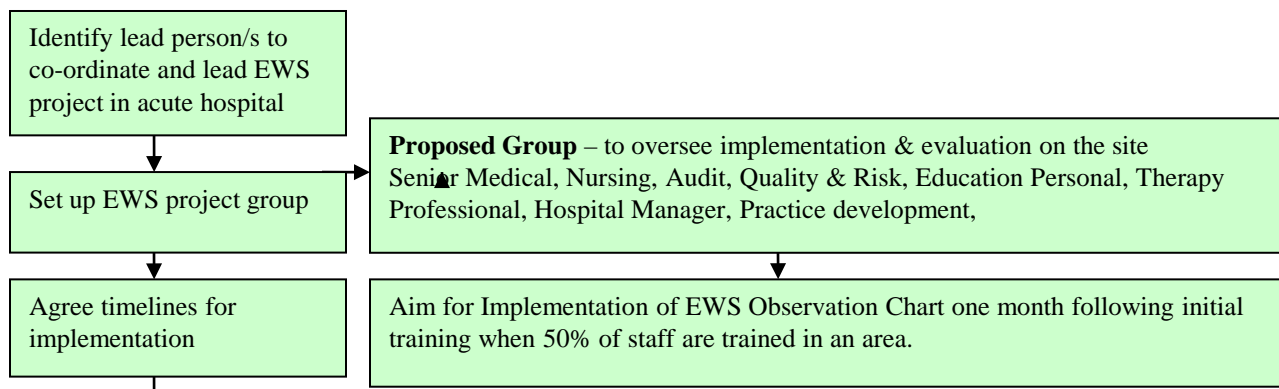 Identify lead person/s to
co-ordinate and lead EWS
project in acute hospital
Set up EWS project group
Proposed Group – to oversee implementation & evaluation on the site
Senior Medical, Nursing, Audit, Quality & Risk, Education Personal, Therapy
Professional, Hospital Manager, Practice development,
Agree timelines for
implementation
Aim for Implementation of EWS Observation Chart one month following initial
training when 50% of staff are trained in an area.